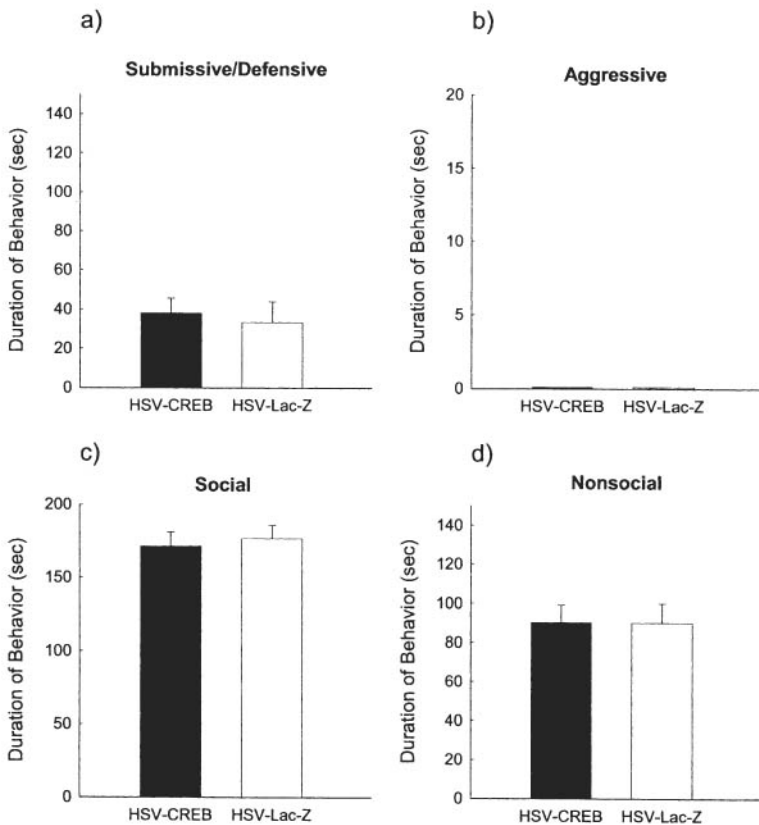 a)
Submissive/Defensive
Duration of Behavior (sec)
140
120
100
80
60
40
20
0
HSV-CREB HSV-Lac-Z
b)
Aggressive
Duration of Behavior (sec)
20
15
10
5
0
HSV-CREB HSV-Lac-Z
c)
Social
Duration of Behavior (sec)
200
150
100
50
0
HSV-CREB HSV-Lac-Z
d)
Nonsocial
Duration of Behavior (sec)
140
120
100
80
60
40
20
0
HSV-CREB HSV-Lac-Z